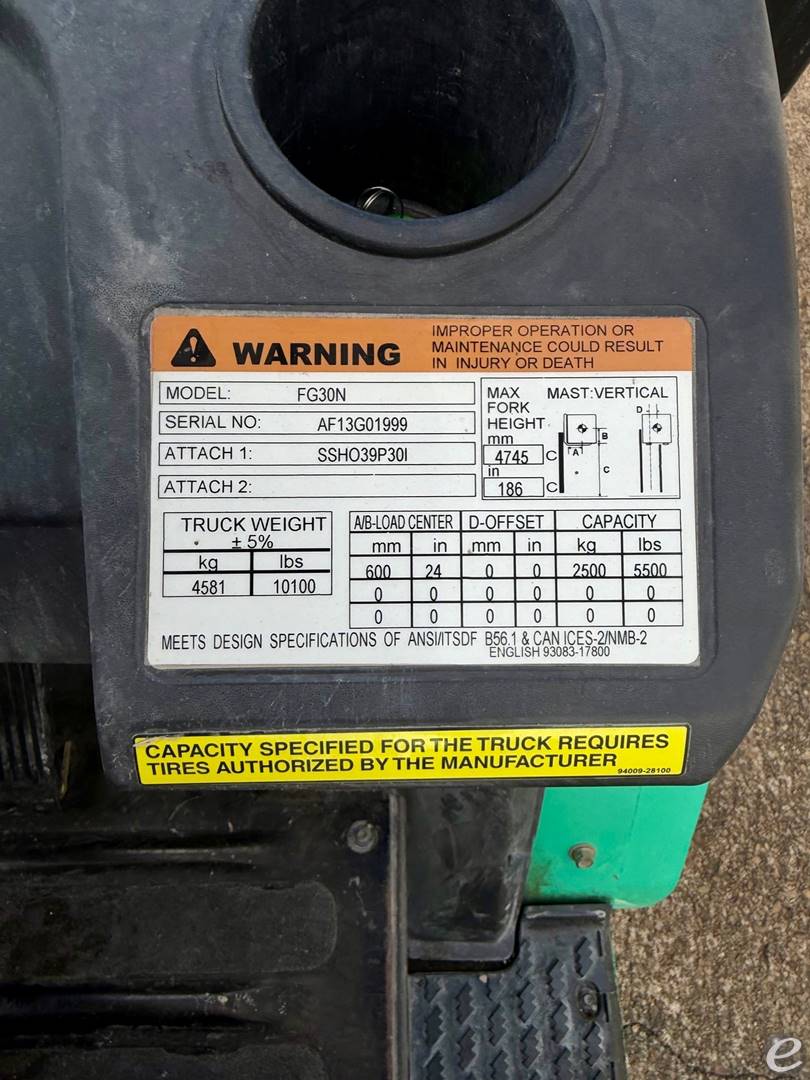 WARNING
IMPROPER OPERATION OR
MAINTENANCE COULD RESULT
IN INJURY OR DEATH
MODEL: FG30N
SERIAL NO: AF13G01999
ATTACH 1: SSHO39P30I
ATTACH 2:
MAX
FORK
HEIGHT
mm
4745 C
in
186 C
MAST:VERTICAL
D
B
A
C
TRUCK WEIGHT
± 5%
kg lbs
4581 10100
A/B-LOAD CENTER D-OFFSET CAPACITY
mm in mm in kg lbs
600 24 0 0 2500 5500
0 0 0 0 0 0
0 0 0 0 0 0
MEETS DESIGN SPECIFICATIONS OF ANSI/ITSDF B56.1 & CAN ICES-2/NMB-2
ENGLISH 93083-17800
CAPACITY SPECIFIED FOR THE TRUCK REQUIRES
TIRES AUTHORIZED BY THE MANUFACTURER
94009-28100
e